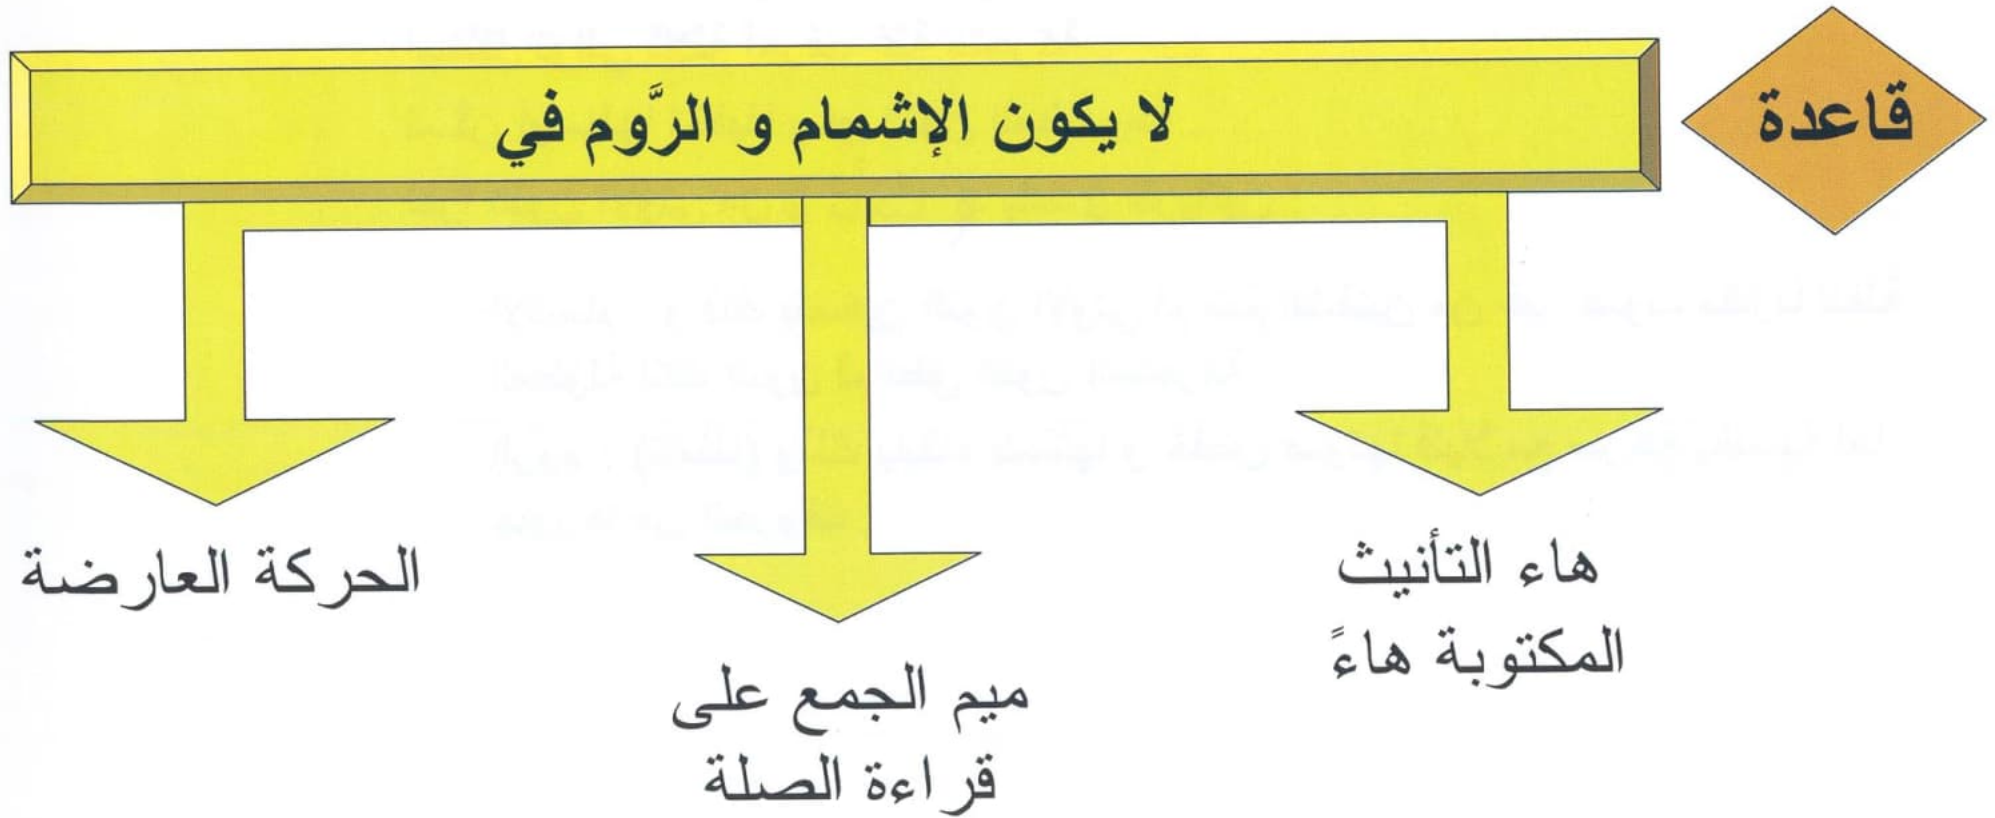 قاعدة
لا يكون الإشمام و الرَّوم في
هاء التأنيث
المكتوبة هاءً
ميم الجمع على
قراءة الصلة
الحركة العارضة